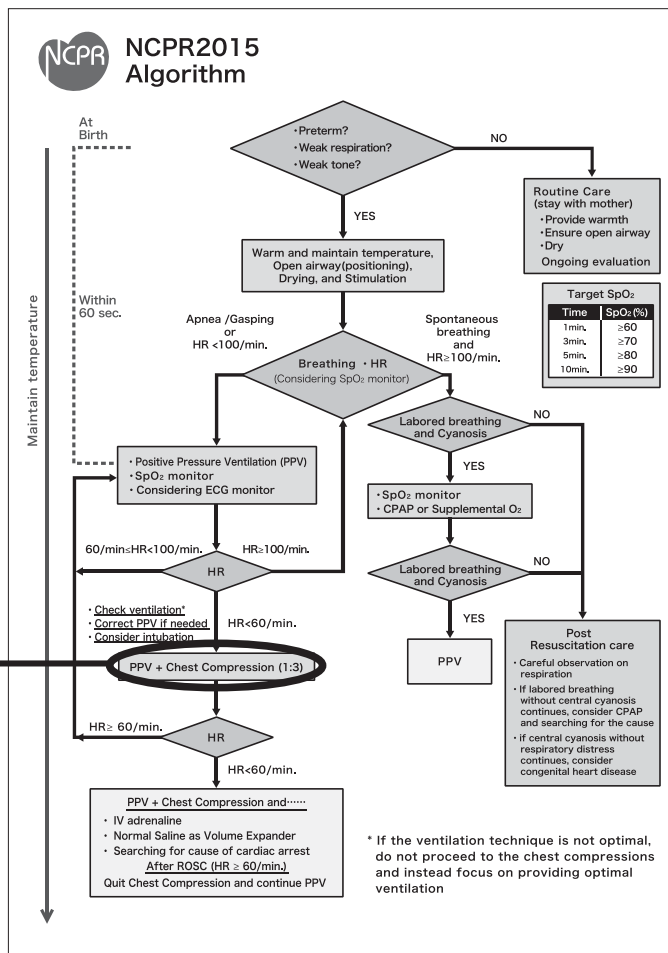 NCPR
NCPR2015
Algorithm
At
Birth
Within
60 sec.
Maintain temperature
・Preterm?
・Weak respiration?
・Weak tone?
NO
YES
Routine Care
(stay with mother)
・Provide warmth
・Ensure open airway
・Dry
Ongoing evaluation
Warm and maintain temperature,
Open airway(positioning),
Drying, and Stimulation
Target SpO₂
Time SpO₂(%)
1min. ≥60
3min. ≥70
5min. ≥80
10min. ≥90
Apnea /Gasping
or
HR <100/min.
Spontaneous
breathing
and
HR≥100/min.
Breathing ・HR
(Considering SpO₂ monitor)
Labored breathing
and Cyanosis
NO
YES
・Positive Pressure Ventilation (PPV)
・SpO₂ monitor
・Considering ECG monitor
・SpO₂ monitor
・CPAP or Supplemental O₂
60/min≤HR<100/min.
HR≥100/min.
HR
Labored breathing
and Cyanosis
NO
YES
・Check ventilation*
・Correct PPV if needed
・Consider intubation
HR<60/min.
PPV + Chest Compression (1:3)
PPV
Post
Resuscitation care
・Careful observation on
respiration
・If labored breathing
without central cyanosis
continues, consider CPAP
and searching for the cause
・if central cyanosis without
respiratory distress
continues, consider
congenital heart disease
HR≥ 60/min.
HR
HR<60/min.
PPV + Chest Compression and……
・IV adrenaline
・Normal Saline as Volume Expander
・Searching for cause of cardiac arrest
After ROSC (HR ≥ 60/min.)
Quit Chest Compression and continue PPV
* If the ventilation technique is not optimal,
do not proceed to the chest compressions
and instead focus on providing optimal
ventilation